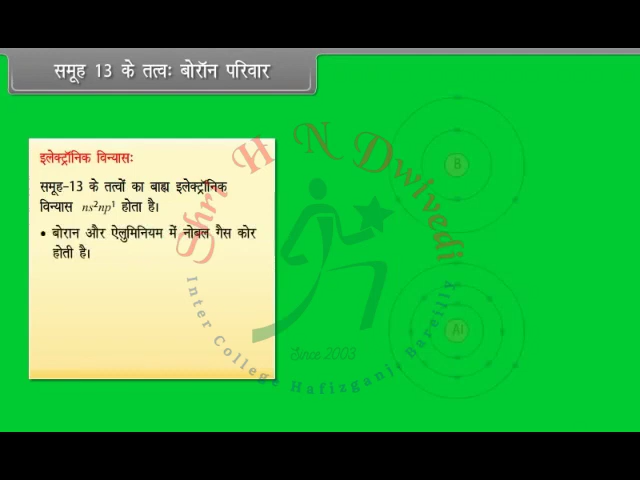 समूह 13 के तत्व: बोरॉन परिवार
इलेक्ट्रॉनिक विन्यास:
समूह-13 के तत्वों का बाह्य इलेक्ट्रॉनिक
विन्यास ns²np¹ होता है।
• बोरान और ऐलुमिनियम में नोबल गैस कोर
होती है।
B
Al
Shri H N Dwivedi
Inter College Hafizganj Bareilly
Since 2003